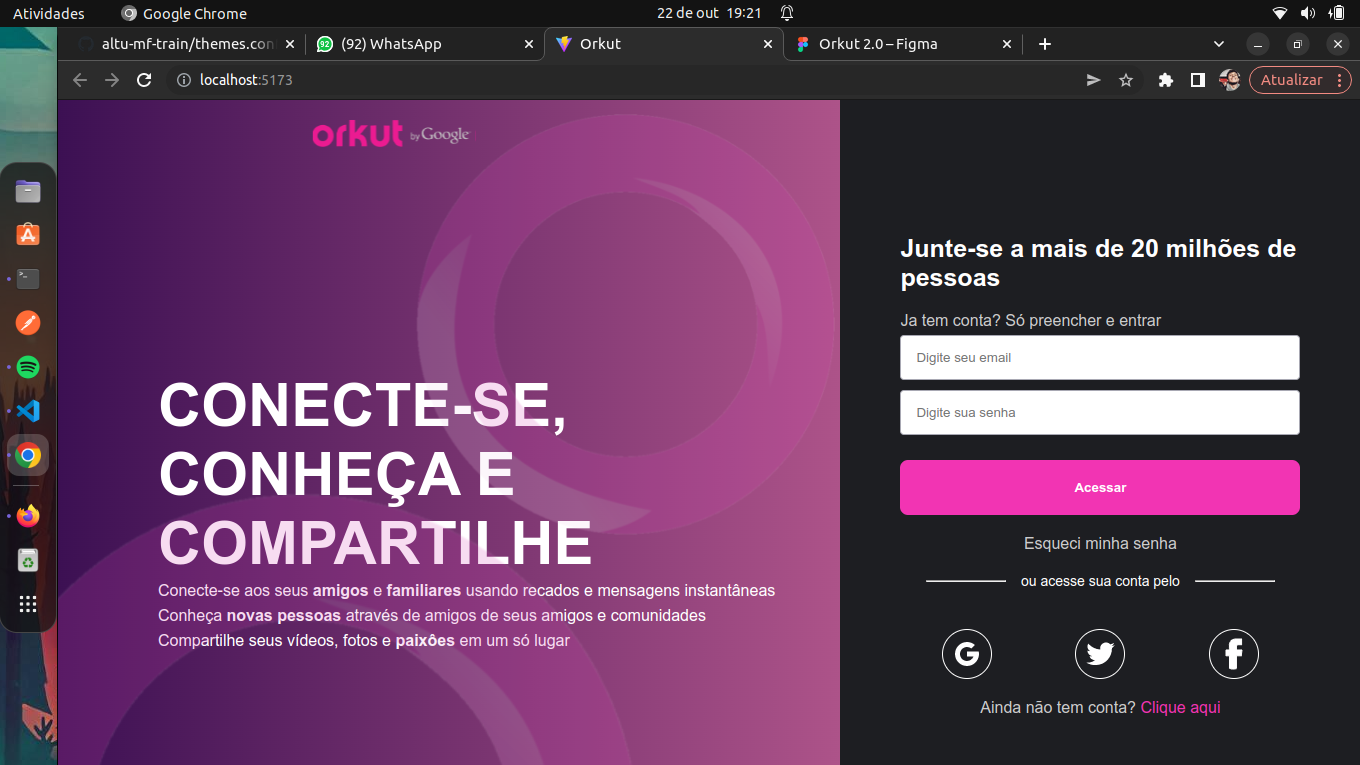 Atividades Google Chrome 22 de out 19:21
altu-mf-train/themes.con (92) WhatsApp Orkut Orkut 2.0 – Figma
localhost:5173 Atualizar
orkut by Google
CONECTE-SE,
CONHEÇA E
COMPARTILHE
Conecte-se aos seus amigos e familiares usando recados e mensagens instantâneas
Conheça novas pessoas através de amigos de seus amigos e comunidades
Compartilhe seus vídeos, fotos e paixôes em um só lugar
Junte-se a mais de 20 milhões de
pessoas
Ja tem conta? Só preencher e entrar
Digite seu email
Digite sua senha
Acessar
Esqueci minha senha
ou acesse sua conta pelo
Ainda não tem conta? Clique aqui